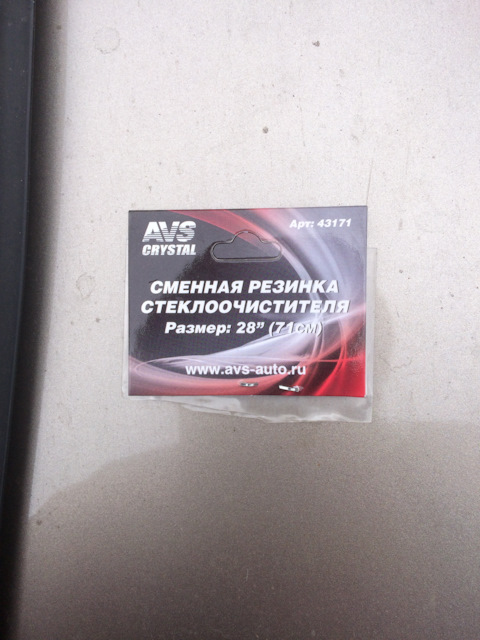 AVS
CRYSTAL
Арт: 43171
СМЕННАЯ РЕЗИНКА
СТЕКЛООЧИСТИТЕЛЯ
Размер: 28" (71см)
www.avs-auto.ru